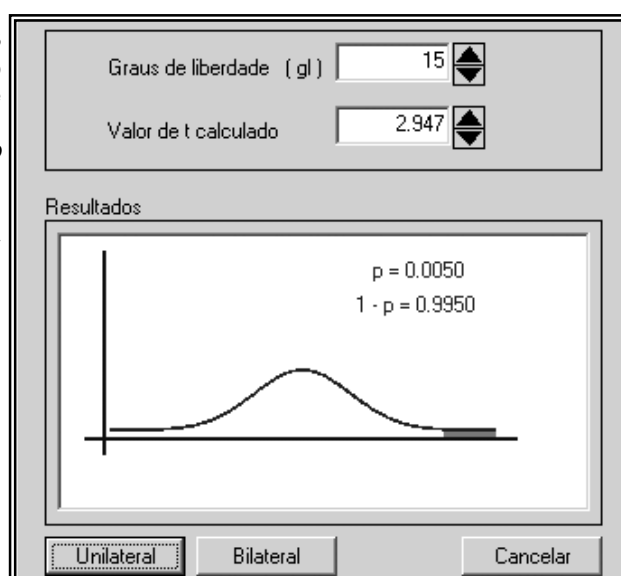 Graus de liberdade ( gl ) 15
Valor de t calculado 2.947
Resultados
p = 0.0050
1 - p = 0.9950
Unilateral Bilateral Cancelar